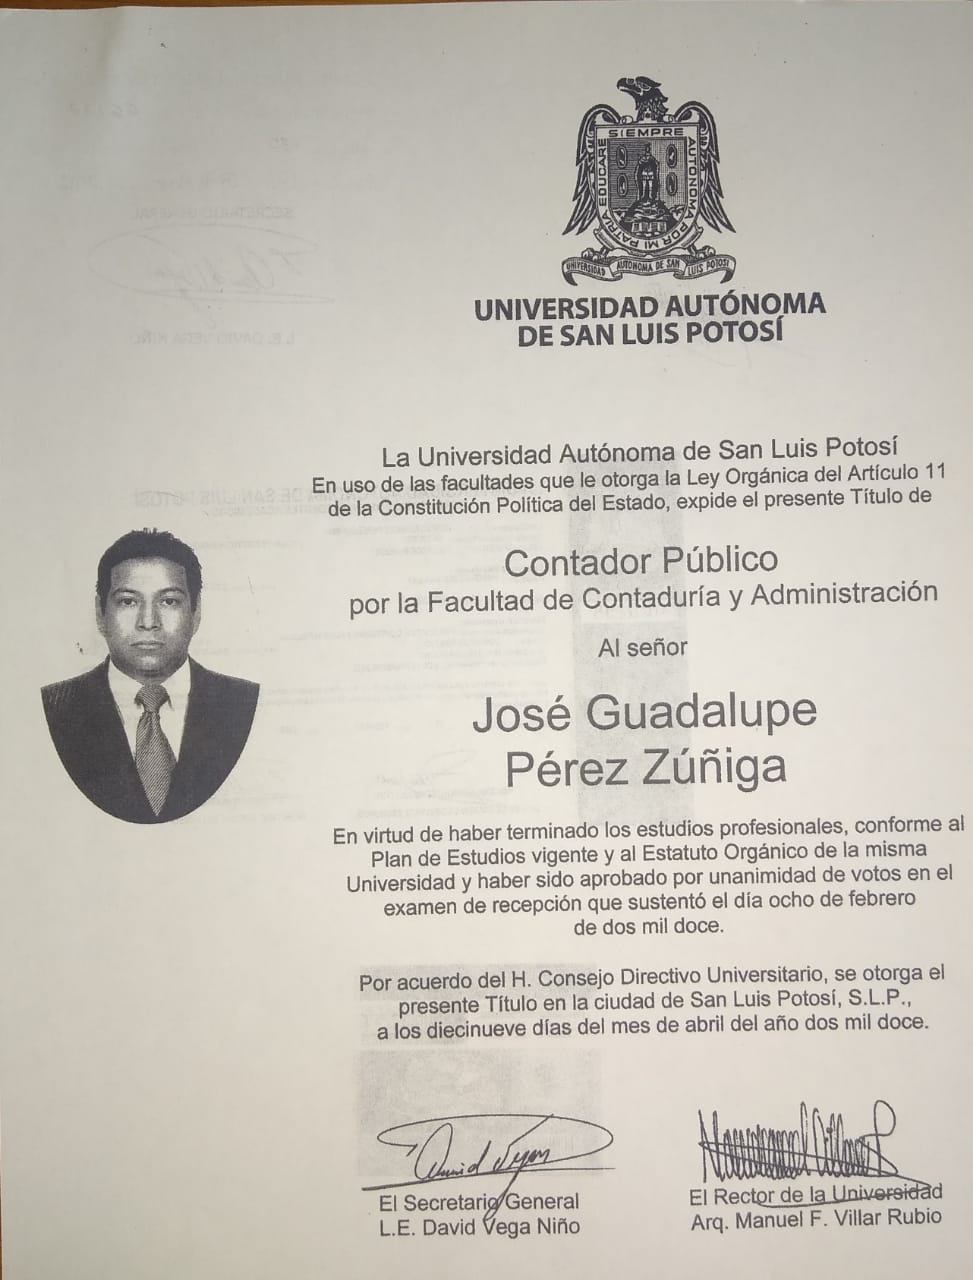 SIEMPRE AUTONOMA POR MI PATRIA EDUCARE
UNIVERSIDAD AUTONOMA DE SAN LUIS POTOSI
UNIVERSIDAD AUTÓNOMA
DE SAN LUIS POTOSÍ
La Universidad Autónoma de San Luis Potosí
En uso de las facultades que le otorga la Ley Orgánica del Artículo 11
de la Constitución Política del Estado, expide el presente Título de
Contador Público
por la Facultad de Contaduría y Administración
Al señor
José Guadalupe
Pérez Zúñiga
En virtud de haber terminado los estudios profesionales, conforme al
Plan de Estudios vigente y al Estatuto Orgánico de la misma
Universidad y haber sido aprobado por unanimidad de votos en el
examen de recepción que sustentó el día ocho de febrero
de dos mil doce.
Por acuerdo del H. Consejo Directivo Universitario, se otorga el
presente Título en la ciudad de San Luis Potosí, S.L.P.,
a los diecinueve días del mes de abril del año dos mil doce.
El Secretario General
L.E. David Vega Niño
El Rector de la Universidad
Arq. Manuel F. Villar Rubio